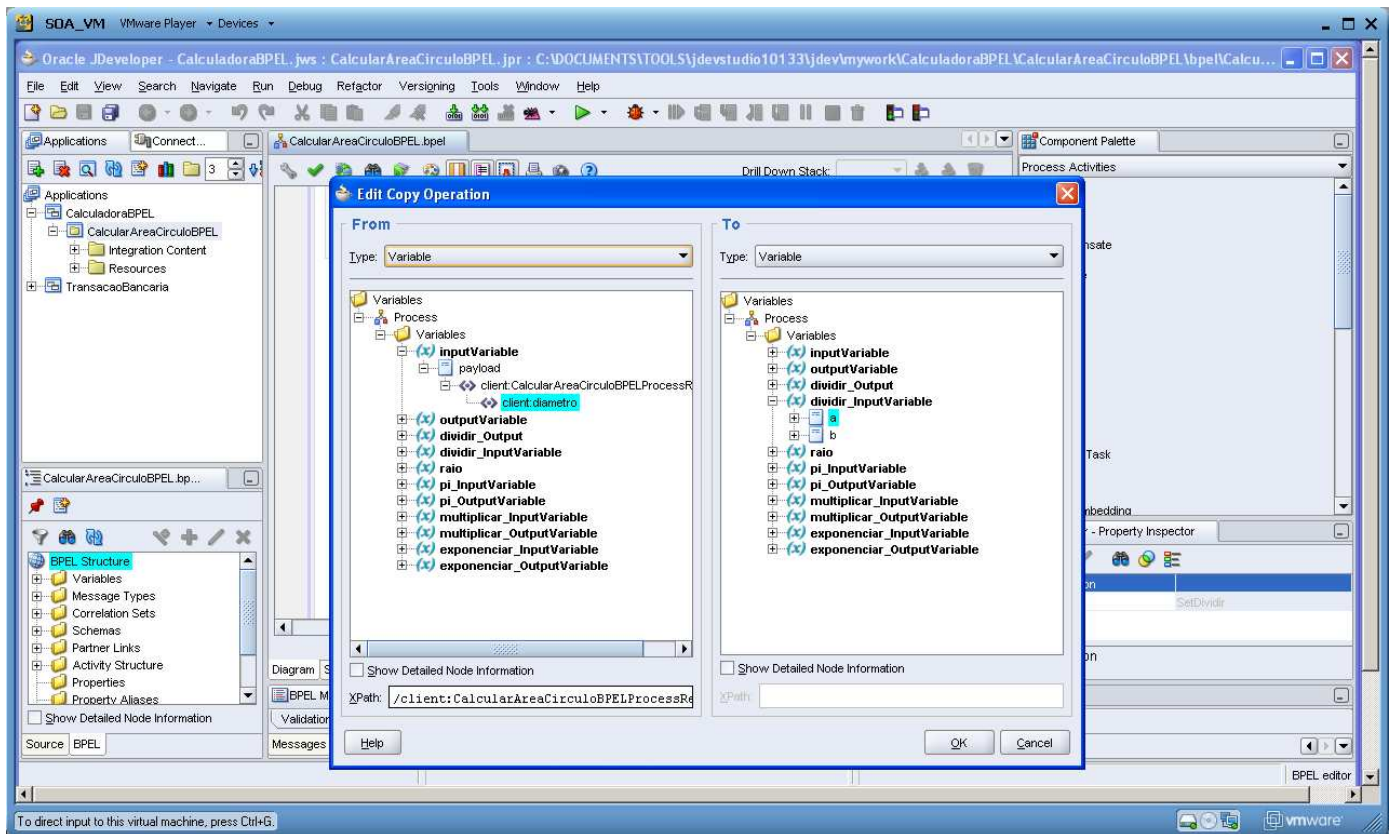 SOA_VM VMware Player Devices
Oracle JDeveloper - CalculadoraBPEL.jws : CalcularAreaCirculoBPEL.jpr : C:\DOCUMENTS\TOOLS\jdevstudio10133\jdev\mywork\CalculadoraBPEL\CalcularAreaCirculoBPEL\bpel\Calcu...
File Edit View Search Navigate Run Debug Refactor Versioning Tools Window Help
Applications Connect... CalcularAreaCirculoBPEL.bpel Component Palette
3 Drill Down Stack: Process Activities
Applications
CalculadoraBPEL
CalcularAreaCirculoBPEL
Integration Content
Resources
TransacaoBancaria
Edit Copy Operation
From
Type: Variable
Variables
Process
Variables
inputVariable
payload
client:CalcularAreaCirculoBPELProcessR
client:diametro
outputVariable
dividir_Output
dividir_InputVariable
raio
pi_InputVariable
pi_OutputVariable
multiplicar_InputVariable
multiplicar_OutputVariable
exponenciar_InputVariable
exponenciar_OutputVariable
Show Detailed Node Information
XPath: /client:CalcularAreaCirculoBPELProcessRe
To
Type: Variable
Variables
Process
Variables
inputVariable
outputVariable
dividir_Output
dividir_InputVariable
a
b
raio
pi_InputVariable
pi_OutputVariable
multiplicar_InputVariable
multiplicar_OutputVariable
exponenciar_InputVariable
exponenciar_OutputVariable
Show Detailed Node Information
XPath:
Help OK Cancel
nsate
Task
nbedding
- Property Inspector
on
SetDividir
on
CalcularAreaCirculoBPEL.bp...
BPEL Structure
Variables
Message Types
Correlation Sets
Schemas
Partner Links
Activity Structure
Properties
Property Aliases
Show Detailed Node Information
Source BPEL
Diagram S
BPEL M
Validation
Messages
BPEL editor
To direct input to this virtual machine, press Ctrl+G.
vmware